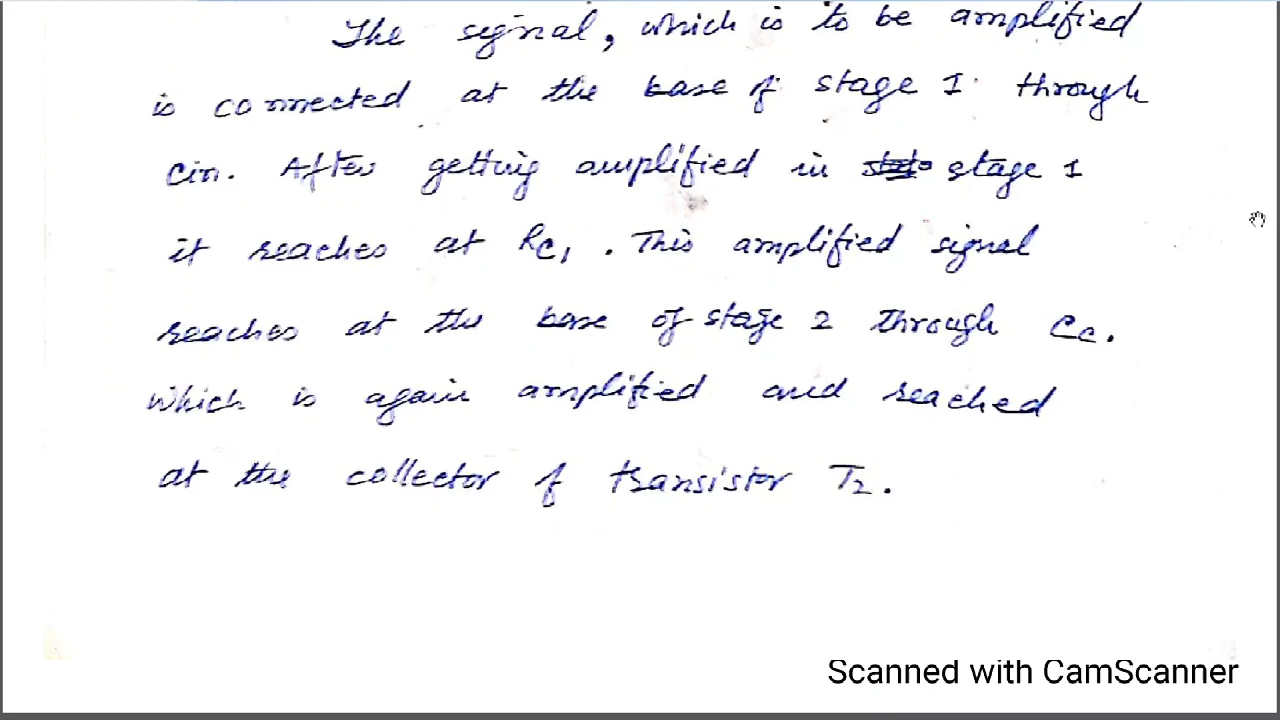 The signal, which is to be amplified
is connected at the base of stage 1. through
Cin. After getting amplified in stage 1
it reaches at RC1 . This amplified signal
reaches at the base of stage 2 through Cc.
which is again amplified and reached
at the collector of transistor T2.
Scanned with CamScanner